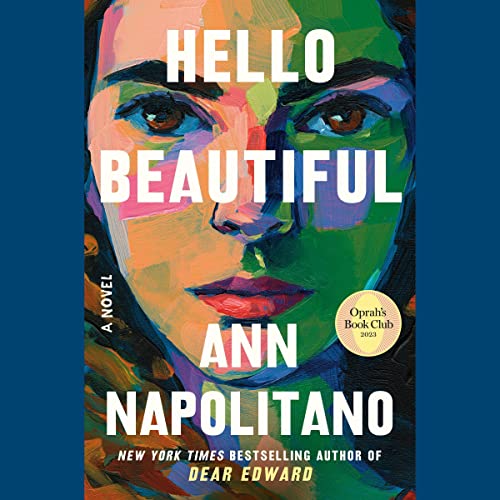 HELLO
BEAUTIFUL
A NOVEL
Oprah's
Book Club
2023
ANN
NAPOLITANO
NEW YORK TIMES BESTSELLING AUTHOR OF
DEAR EDWARD